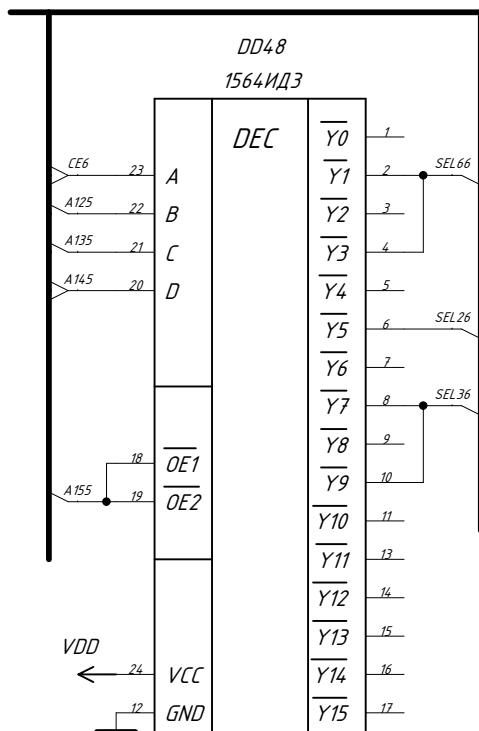 DD48
1564ИД3
DEC
CE6 23 A
A125 22 B
A135 21 C
A145 20 D
18 OE1
A155 19 OE2
VDD 24 VCC
12 GND
Y0 1
Y1 2 SEL66
Y2 3
Y3 4
Y4 5
Y5 6 SEL26
Y6 7
Y7 8 SEL36
Y8 9
Y9 10
Y10 11
Y11 13
Y12 14
Y13 15
Y14 16
Y15 17